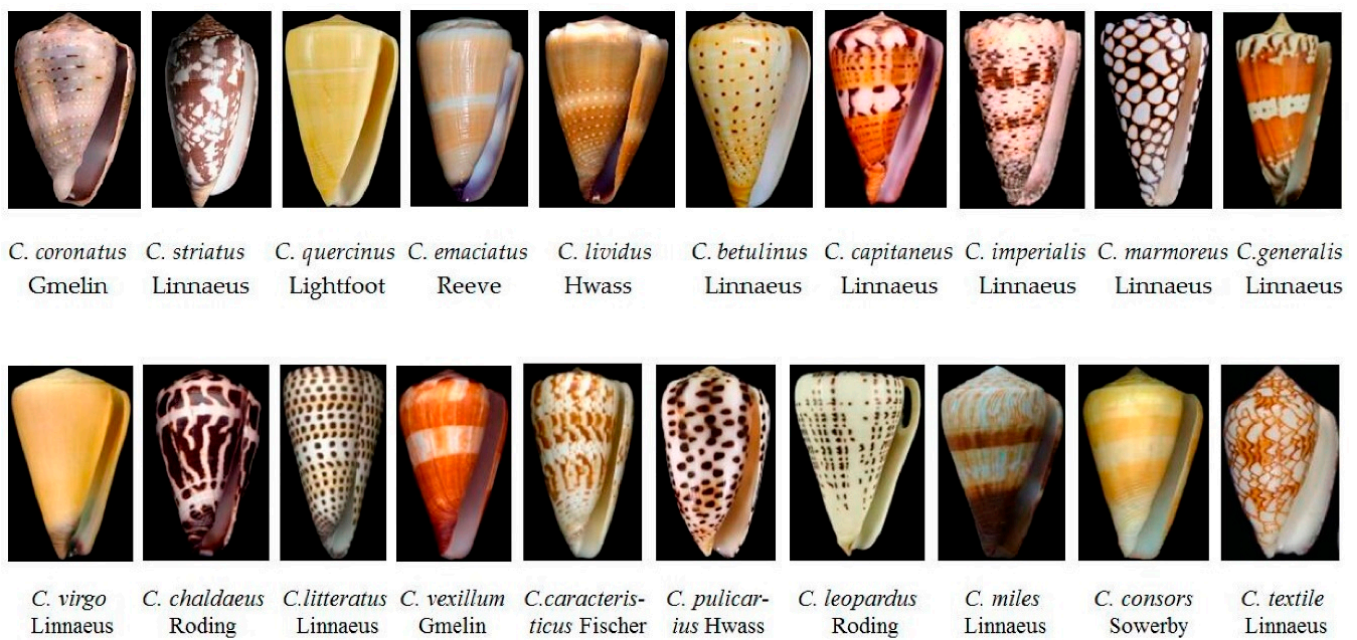 C. coronatus C. striatus C. quercinus C. emaciatus C. lividus C. betulinus C. capitaneus C. imperialis C. marmoreus C.generalis
Gmelin Linnaeus Lightfoot Reeve Hwass Linnaeus Linnaeus Linnaeus Linnaeus Linnaeus
C. virgo C. chaldaeus C.litteratus C. vexillum C.caracteris- C. pulicar- C. leopardus C. miles C. consors C. textile
Linnaeus Roding Linnaeus Gmelin ticus Fischer ius Hwass Roding Linnaeus Sowerby Linnaeus